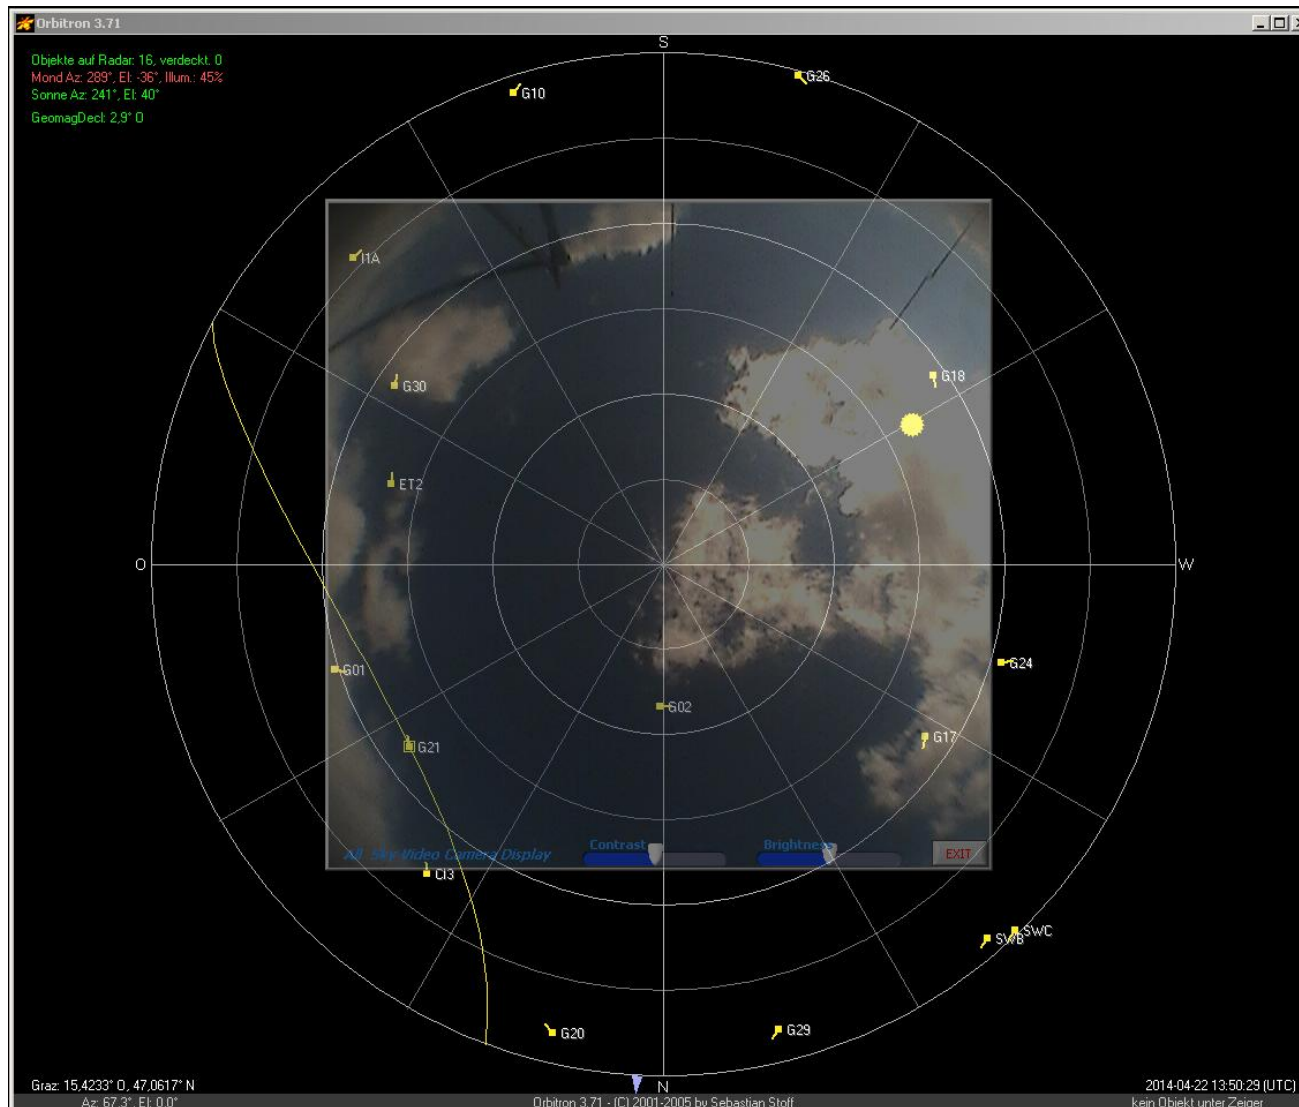 Orbitron 3.71
Objekte auf Radar: 16, verdeckt. 0
Mond Az: 289°, El: -36°, Illum.: 45%
Sonne Az: 241°, El: 40°
GeomagDecl: 2,9° O
S
G10
G26
I1A
G30
G18
ET2
O
W
G01
G24
G02
G21
G17
All Sky Video Camera Display
Contrast
Brightness
EXIT
CI3
SWB
SWC
G20
G29
N
Graz: 15,4233° O, 47,0617° N
2014-04-22 13:50:29 (UTC)
Az: 67.3°, El: 0.0°
Orbitron 3.71 - (C) 2001-2005 by Sebastian Stoff
kein Objekt unter Zeiger